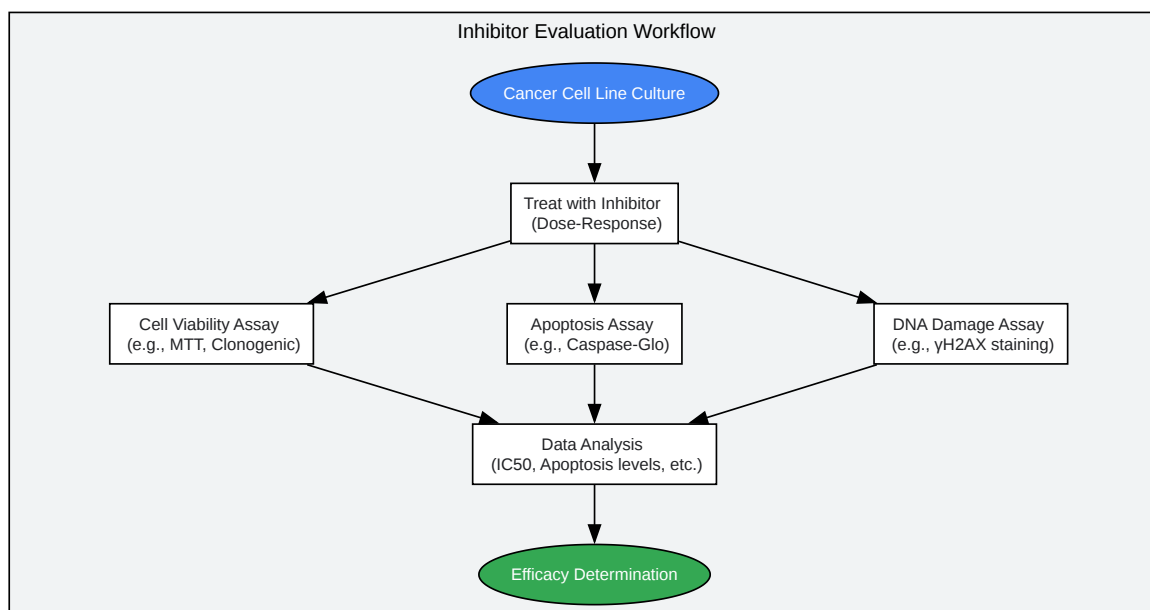 Inhibitor Evaluation Workflow
Cancer Cell Line Culture
Treat with Inhibitor
(Dose-Response)
Cell Viability Assay
(e.g., MTT, Clonogenic)
Apoptosis Assay
(e.g., Caspase-Glo)
DNA Damage Assay
(e.g., γH2AX staining)
Data Analysis
(IC50, Apoptosis levels, etc.)
Efficacy Determination